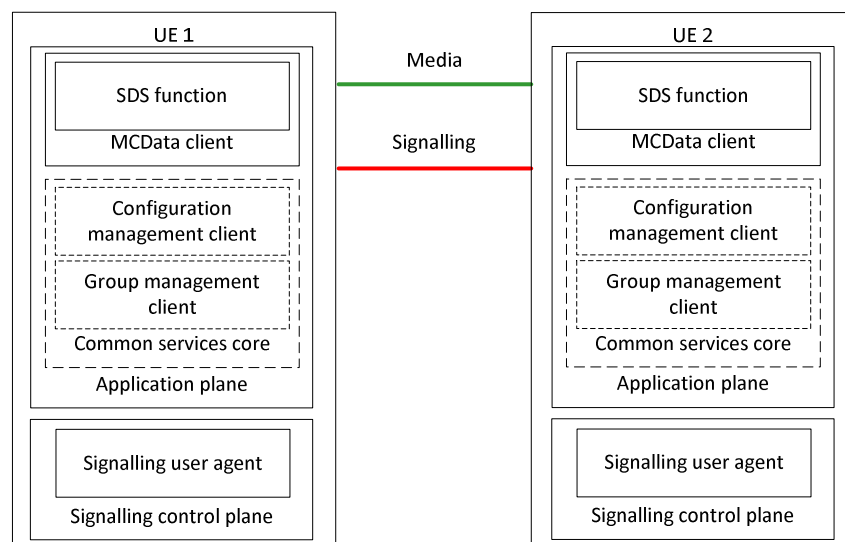 UE 1
SDS function
MCData client
Configuration
management client
Group management
client
Common services core
Application plane
Signalling user agent
Signalling control plane
Media
Signalling
UE 2
SDS function
MCData client
Configuration
management client
Group management
client
Common services core
Application plane
Signalling user agent
Signalling control plane